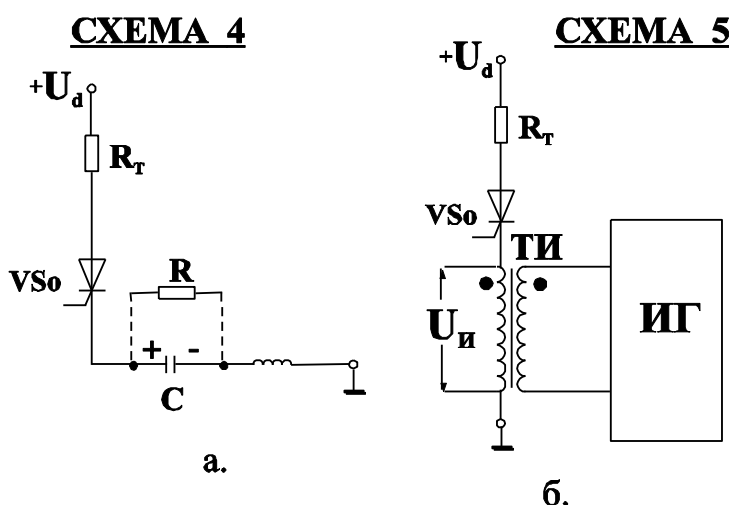 СХЕМА 4
+Ud
Rт
VSo
R
+ -
C
а.
СХЕМА 5
+Ud
Rт
VSo
ТИ
Uи
ИГ
б.